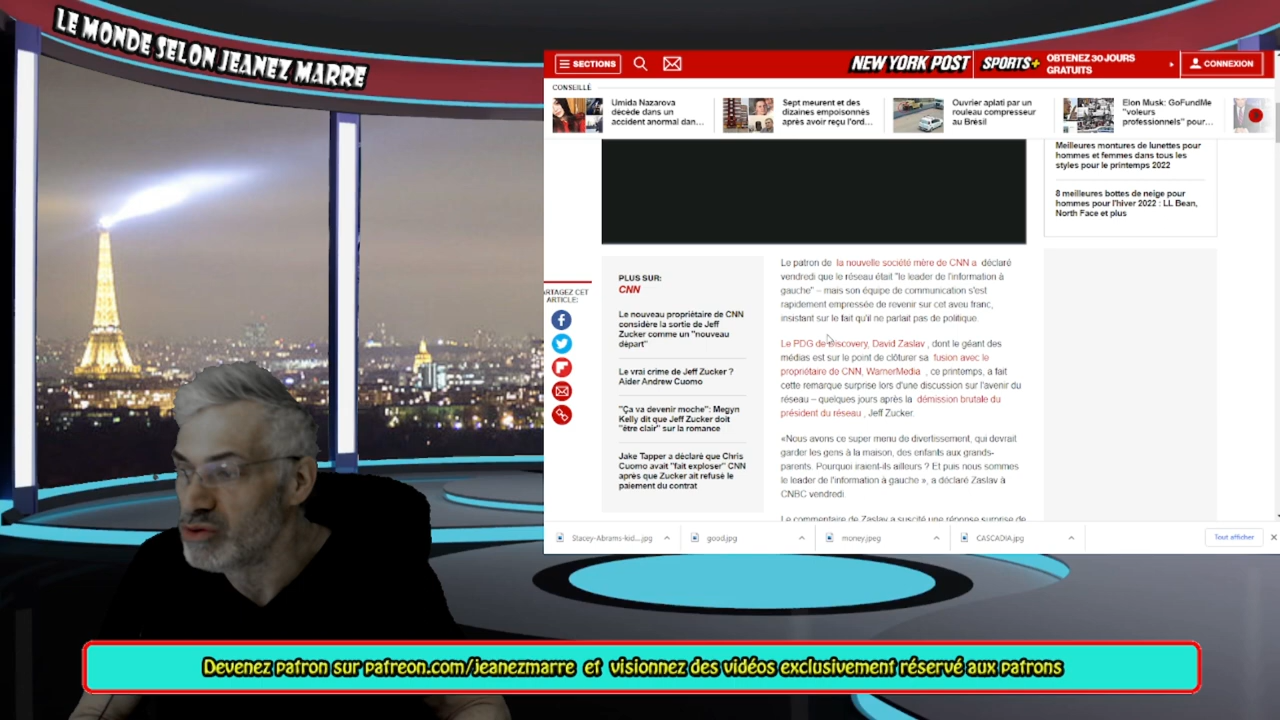 LE MONDE SELON JEANEZ MARRE
SECTIONS
NEW YORK POST
SPORTS+
OBTENEZ 30 JOURS
GRATUITS
CONNEXION
CONSEILLÉ
Umida Nazarova
décède dans un
accident anormal dan...
Sept meurent et des
dizaines empoisonnés
après avoir reçu l'ord...
Ouvrier aplati par un
rouleau compresseur
au Brésil
Elon Musk: GoFundMe
"voleurs
professionnels" pour...
Meilleures montures de lunettes pour
hommes et femmes dans tous les
styles pour le printemps 2022
8 meilleures bottes de neige pour
hommes pour l'hiver 2022 : LL Bean,
North Face et plus
ARTAGEZ CET
ARTICLE:
PLUS SUR:
CNN
Le nouveau propriétaire de CNN
considère la sortie de Jeff
Zucker comme un "nouveau
départ"
Le vrai crime de Jeff Zucker ?
Aider Andrew Cuomo
"Ça va devenir moche": Megyn
Kelly dit que Jeff Zucker doit
"être clair" sur la romance
Jake Tapper a déclaré que Chris
Cuomo avait "fait exploser" CNN
après que Zucker ait refusé le
paiement du contrat
Le patron de la nouvelle société mère de CNN a déclaré
vendredi que le réseau était "le leader de l'information à
gauche" – mais son équipe de communication s'est
rapidement empressée de revenir sur cet aveu franc,
insistant sur le fait qu'il ne parlait pas de politique.
Le PDG de Discovery, David Zaslav , dont le géant des
médias est sur le point de clôturer sa fusion avec le
propriétaire de CNN, WarnerMedia , ce printemps, a fait
cette remarque surprise lors d'une discussion sur l'avenir du
réseau – quelques jours après la démission brutale du
président du réseau , Jeff Zucker.
«Nous avons ce super menu de divertissement, qui devrait
garder les gens à la maison, des enfants aux grands-
parents. Pourquoi iraient-ils ailleurs ? Et puis nous sommes
le leader de l'information à gauche », a déclaré Zaslav à
CNBC vendredi.
Le commentaire de Zaslav a suscité une réponse surprise de
Stacey-Abrams-kid....jpg
good.jpg
money.jpeg
CASCADIA.jpg
Tout afficher
Devenez patron sur patreon.com/jeanezmarre et visionnez des vidéos exclusivement réservé aux patrons